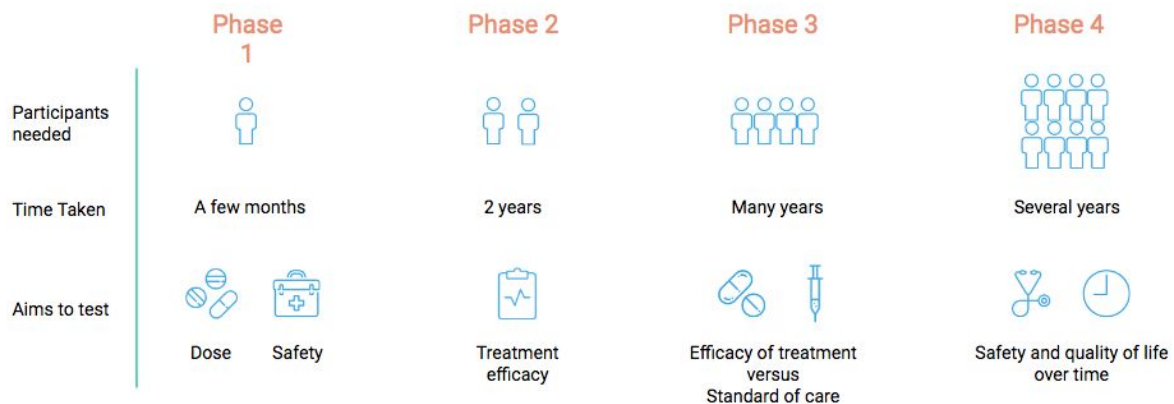 Phase
1
Phase 2
Phase 3
Phase 4
Participants
needed
Time Taken
A few months
2 years
Many years
Several years
Aims to test
Dose
Safety
Treatment
efficacy
Efficacy of treatment
versus
Standard of care
Safety and quality of life
over time